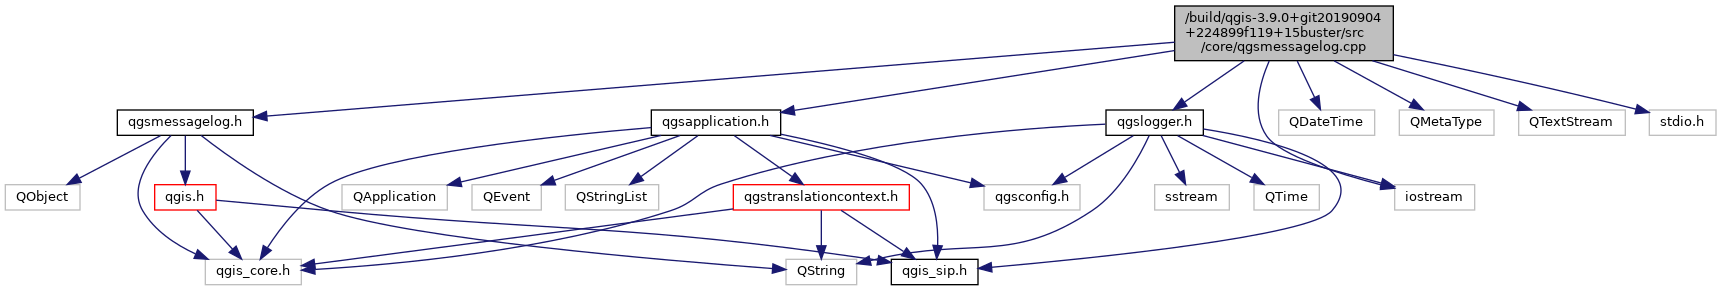 /build/qgis-3.9.0+git20190904
+224899f119+15buster/src
/core/qgsmessagelog.cpp
qgsmessagelog.h
qgsapplication.h
qgslogger.h
QDateTime
QMetaType
QTextStream
stdio.h
QObject
qgis.h
QApplication
QEvent
QStringList
qgstranslationcontext.h
qgsconfig.h
sstream
QTime
iostream
qgis_core.h
QString
qgis_sip.h